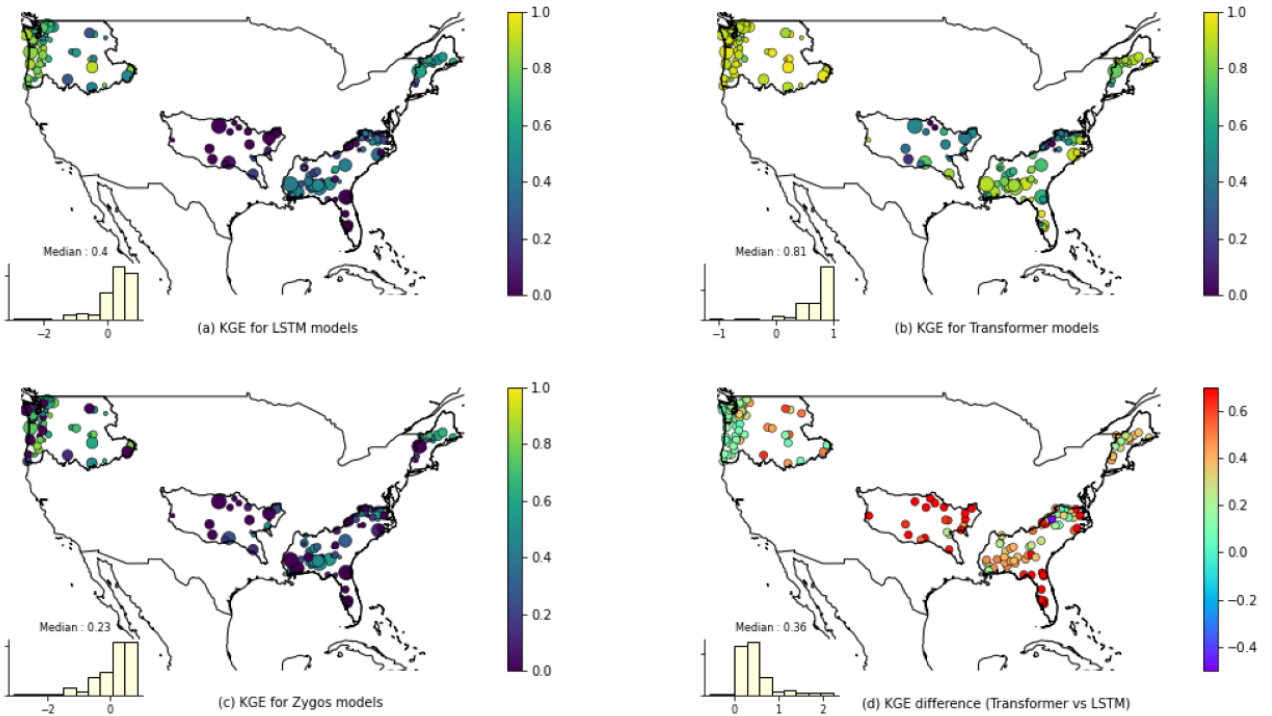 1.0
0.8
0.6
0.4
0.2
0.0
Median : 0.4
−2 0
(a) KGE for LSTM models
1.0
0.8
0.6
0.4
0.2
0.0
Median : 0.81
−1 0 1
(b) KGE for Transformer models
1.0
0.8
0.6
0.4
0.2
0.0
Median : 0.23
−2 0
(c) KGE for Zygos models
0.6
0.4
0.2
0.0
−0.2
−0.4
Median : 0.36
0 1 2
(d) KGE difference (Transformer vs LSTM)